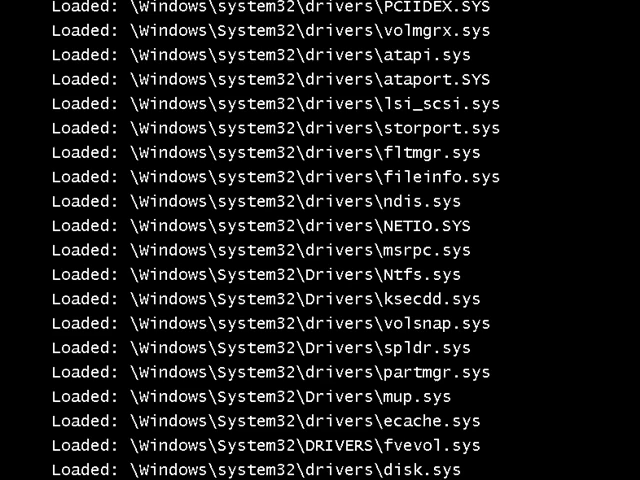 Loaded: \Windows\system32\drivers\PCIIDEX.SYS
Loaded: \Windows\System32\drivers\volmgrx.sys
Loaded: \Windows\system32\drivers\atapi.sys
Loaded: \Windows\system32\drivers\ataport.SYS
Loaded: \Windows\system32\drivers\lsi_scsi.sys
Loaded: \Windows\system32\drivers\storport.sys
Loaded: \Windows\system32\drivers\fltmgr.sys
Loaded: \Windows\system32\drivers\fileinfo.sys
Loaded: \Windows\system32\drivers\ndis.sys
Loaded: \Windows\system32\drivers\NETIO.SYS
Loaded: \Windows\system32\drivers\msrpc.sys
Loaded: \Windows\System32\Drivers\Ntfs.sys
Loaded: \Windows\System32\Drivers\ksecdd.sys
Loaded: \Windows\system32\drivers\volsnap.sys
Loaded: \Windows\System32\Drivers\spldr.sys
Loaded: \Windows\System32\drivers\partmgr.sys
Loaded: \Windows\System32\Drivers\mup.sys
Loaded: \Windows\System32\drivers\ecache.sys
Loaded: \Windows\System32\DRIVERS\fvevol.sys
Loaded: \Windows\system32\drivers\disk.sys